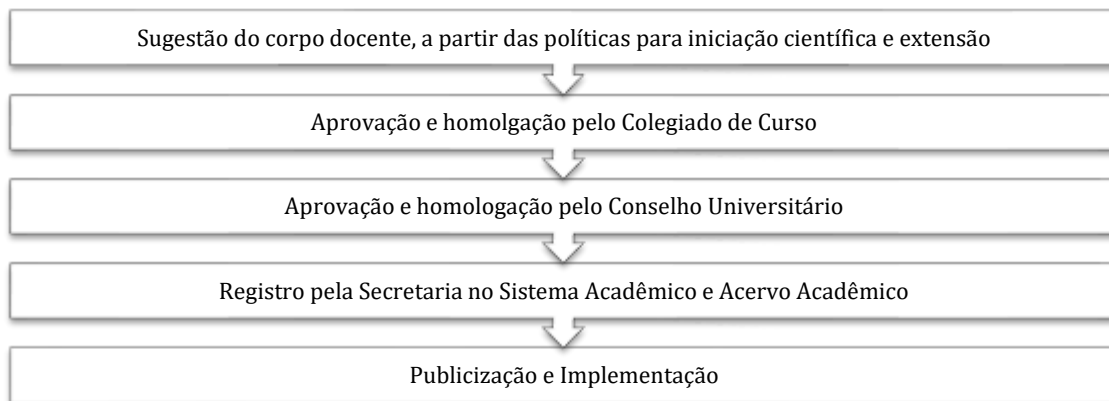 Sugestão do corpo docente, a partir das políticas para iniciação científica e extensão
Aprovação e homolgação pelo Colegiado de Curso
Aprovação e homologação pelo Conselho Universitário
Registro pela Secretaria no Sistema Acadêmico e Acervo Acadêmico
Publicização e Implementação